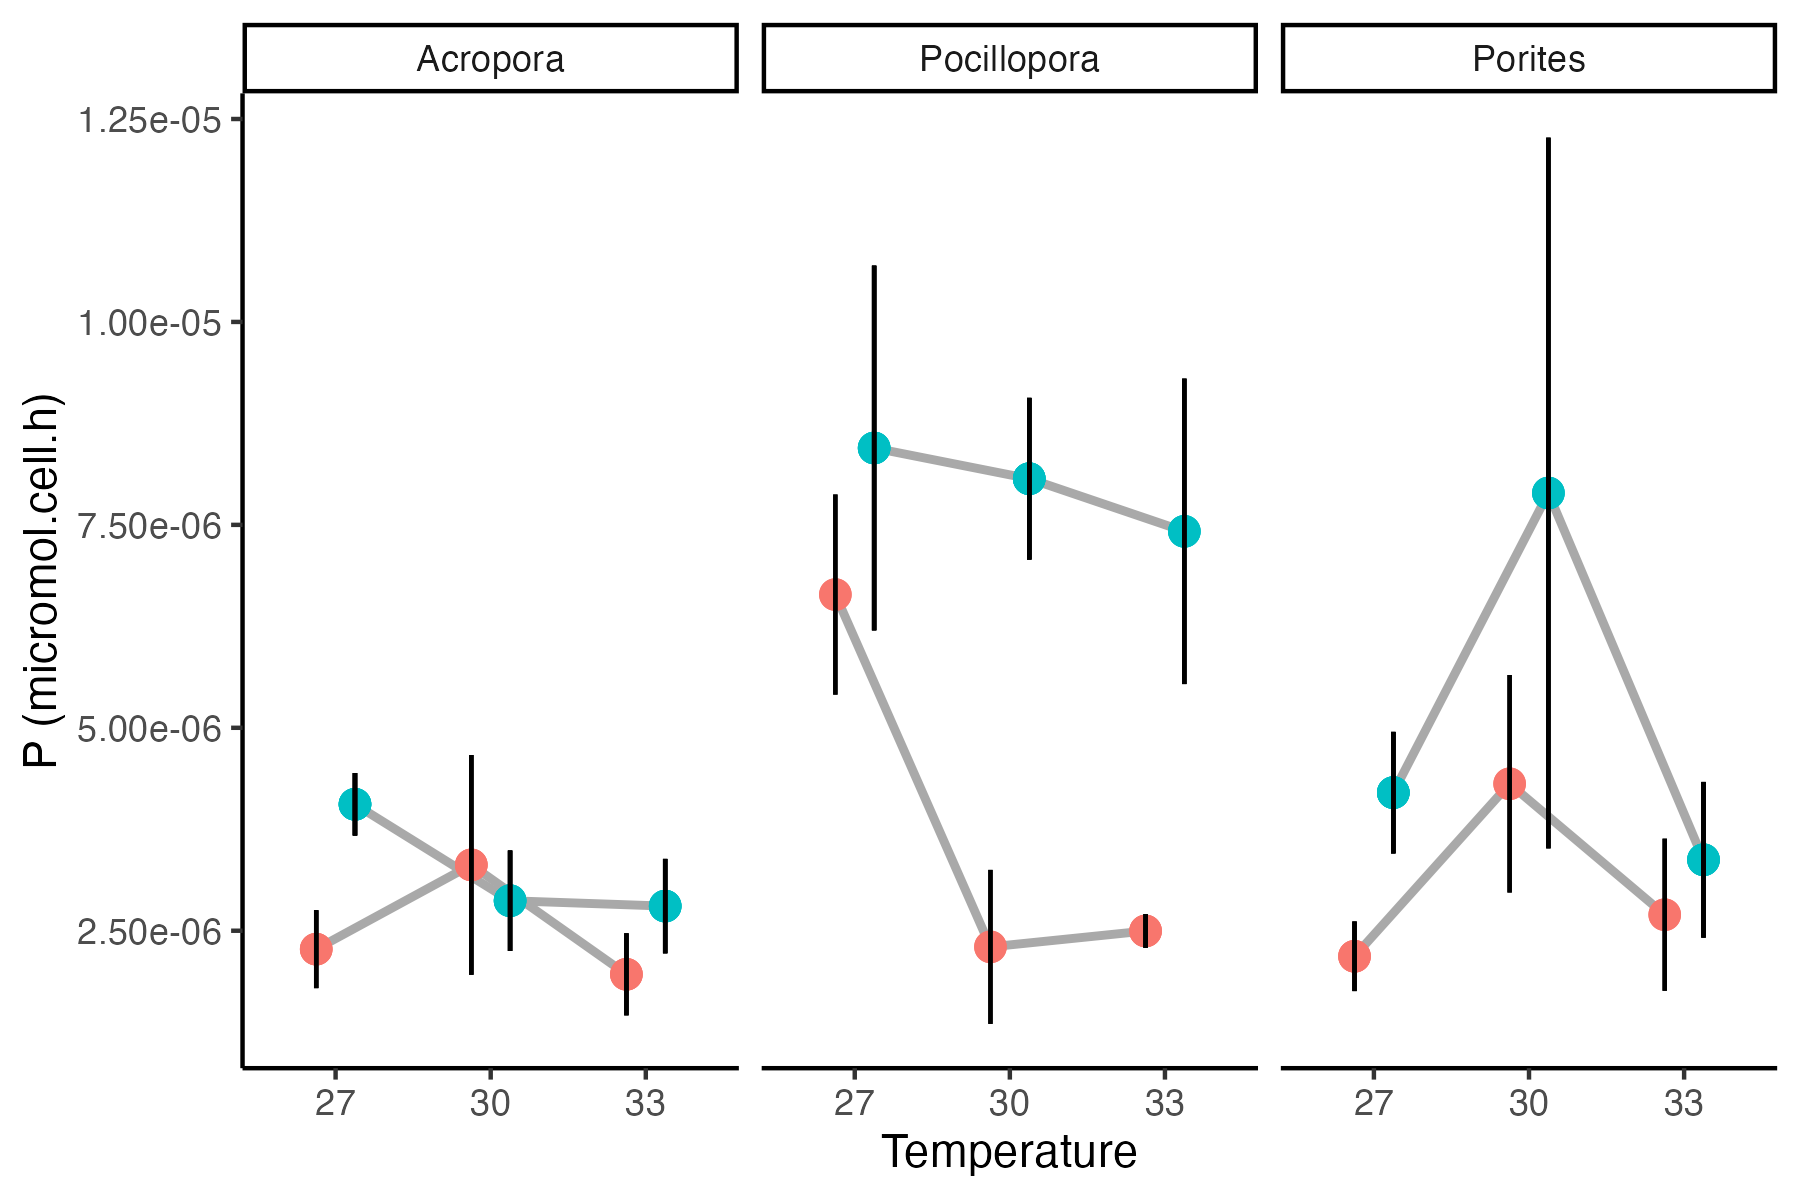 Acropora Pocillopora Porites
1.25e-05
1.00e-05
7.50e-06
5.00e-06
2.50e-06
P (micromol.cell.h)
27 30 33 27 30 33 27 30 33
Temperature